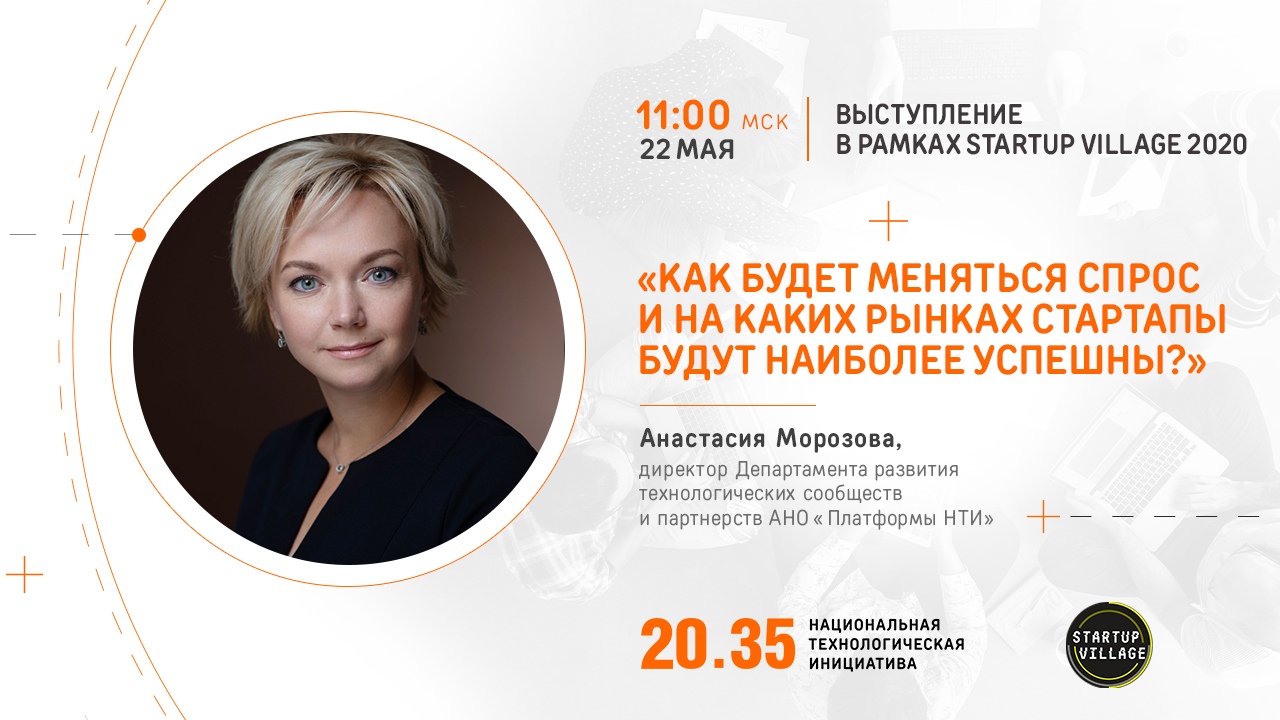 11:00 МСК
22 МАЯ
ВЫСТУПЛЕНИЕ
В РАМКАХ STARTUP VILLAGE 2020
«КАК БУДЕТ МЕНЯТЬСЯ СПРОС
И НА КАКИХ РЫНКАХ СТАРТАПЫ
БУДУТ НАИБОЛЕЕ УСПЕШНЫ?»
Анастасия Морозова,
директор Департамента развития
технологических сообществ
и партнерств АНО « Платформы НТИ»
20.35
НАЦИОНАЛЬНАЯ
ТЕХНОЛОГИЧЕСКАЯ
ИНИЦИАТИВА
STARTUP
VILLAGE